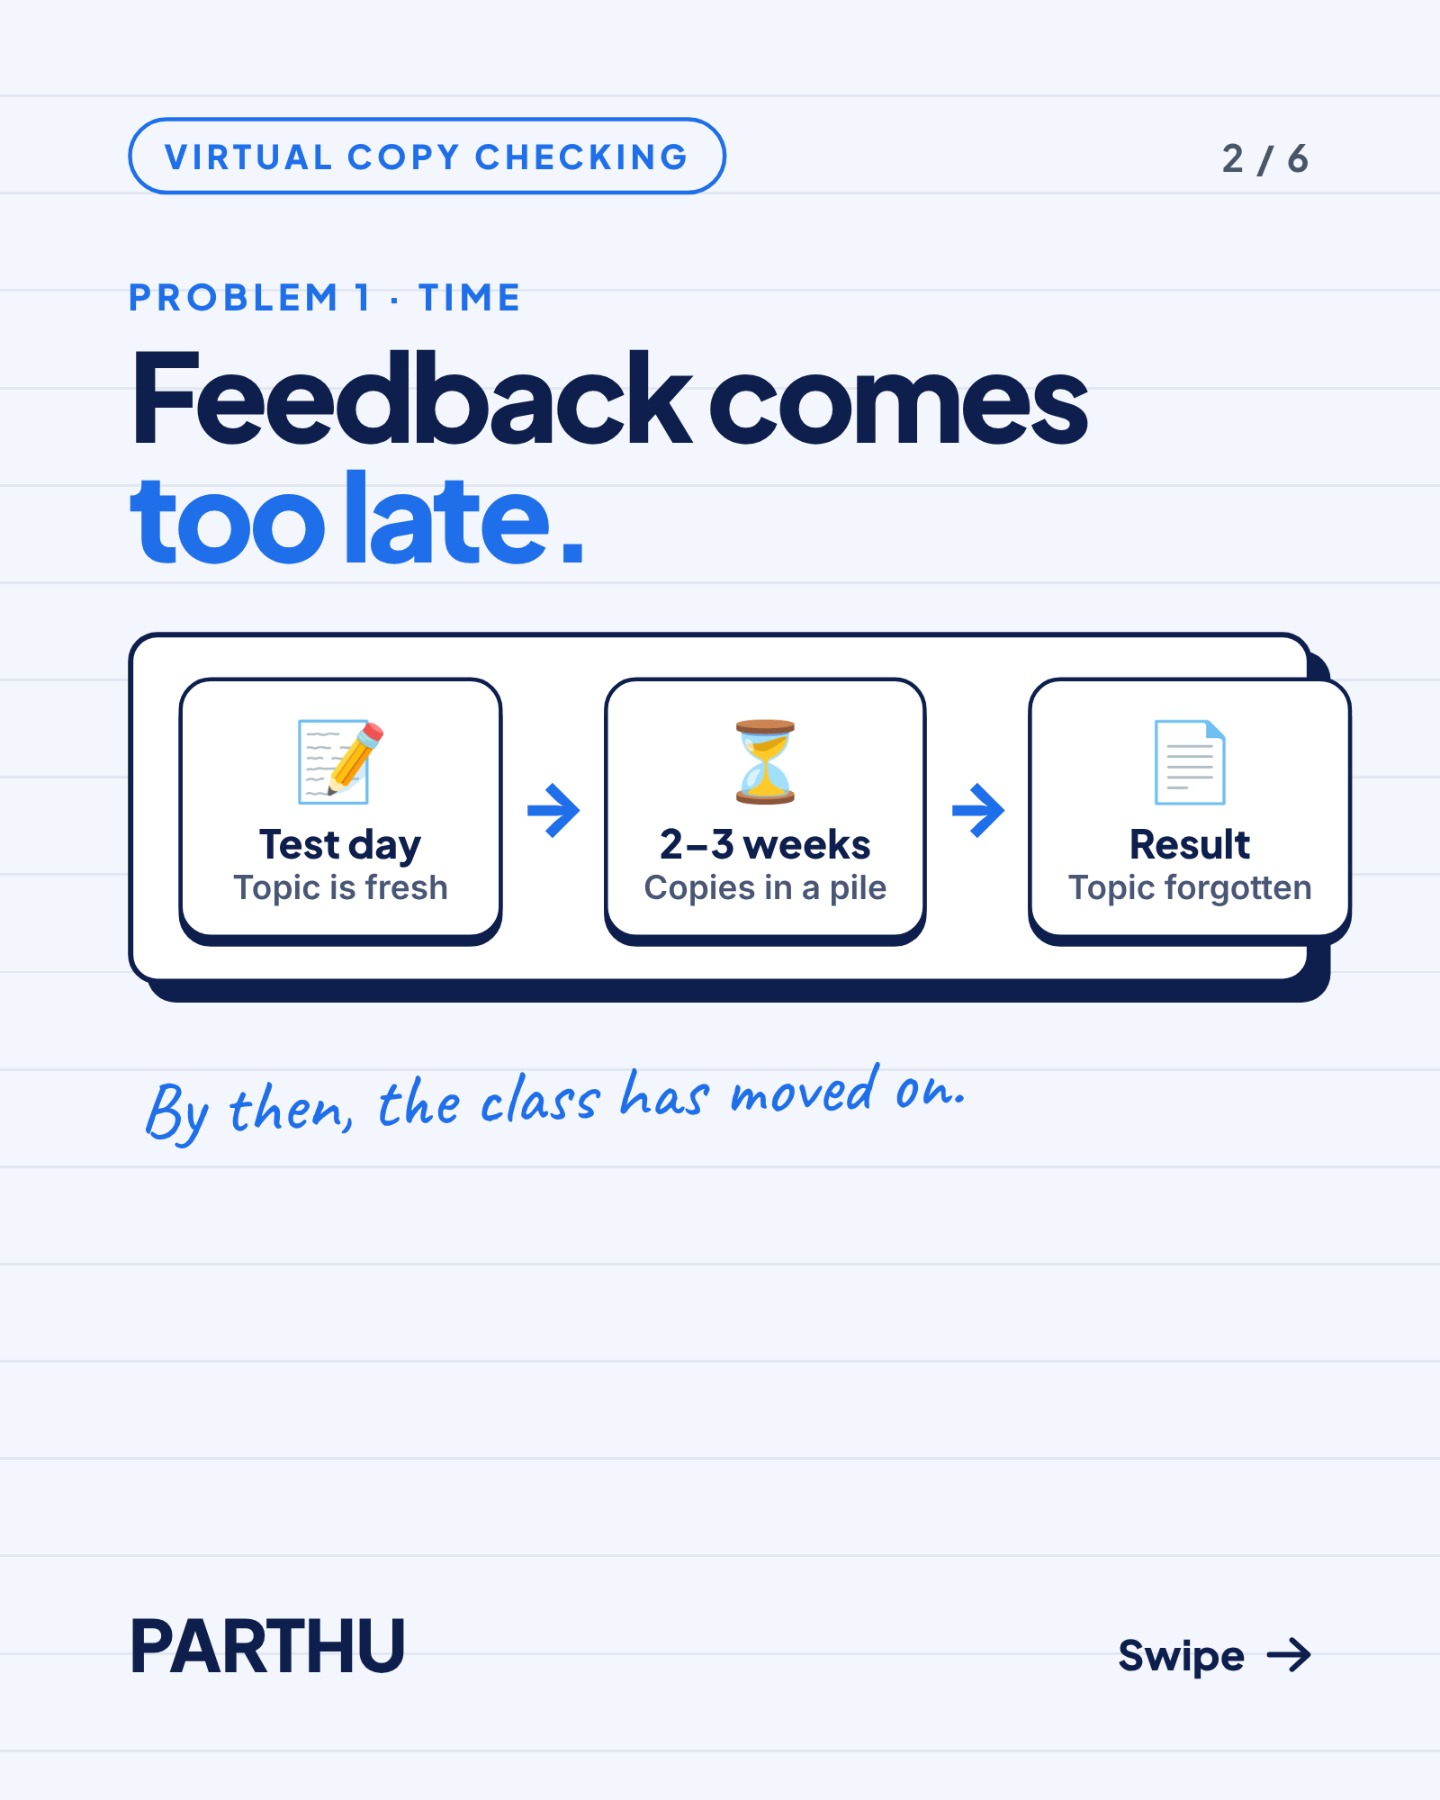 VIRTUAL COPY CHECKING
2 / 6
PROBLEM 1 · TIME
Feedback comes
too late.
Test day
Topic is fresh
→
2–3 weeks
Copies in a pile
→
Result
Topic forgotten
By then, the class has moved on.
PARTHU
Swipe →